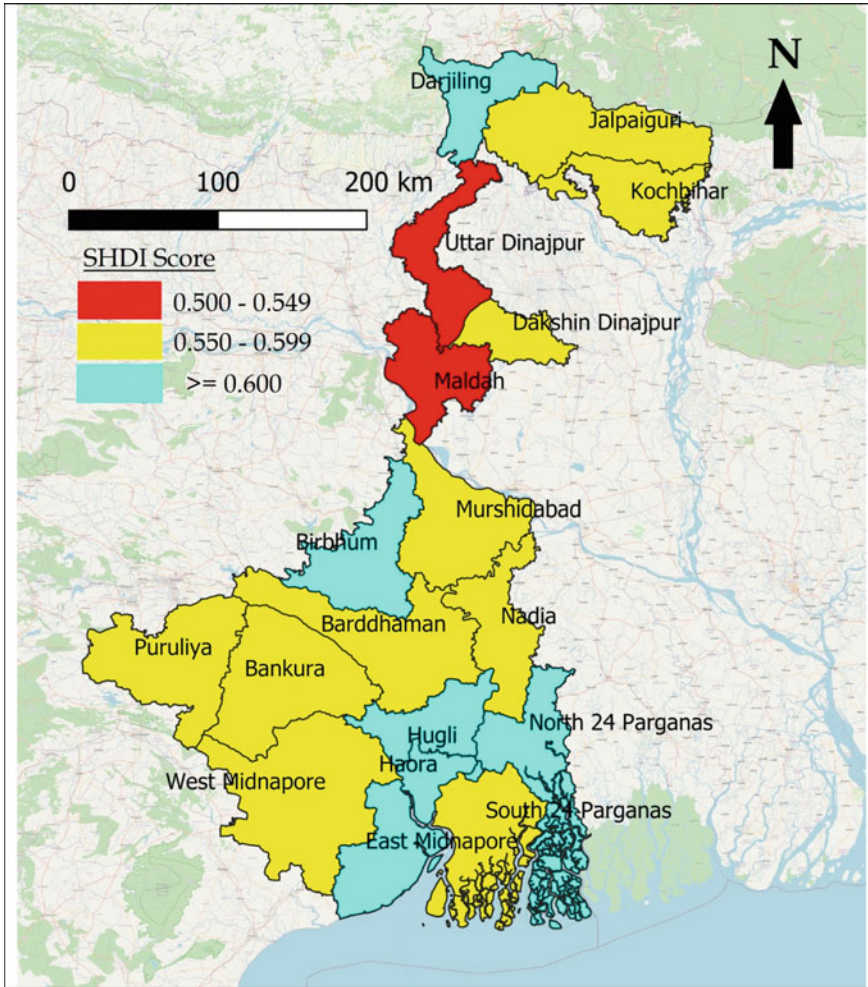 Darjiling
N
Jalpaiguri
0 100 200 km
Kochbihar
Uttar Dinajpur
SHDI Score
0.500 - 0.549
0.550 - 0.599
>= 0.600
Dakshin Dinajpur
Maldah
Murshidabad
Birbhum
Barddhaman
Nadia
Puruliya
Bankura
North 24 Parganas
Hugli
Haora
West Midnapore
South 24 Parganas
East Midnapore